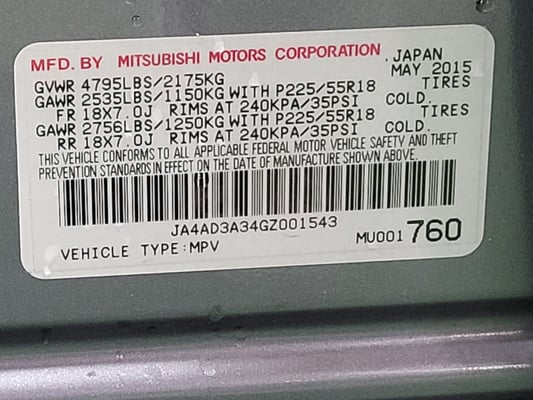 MFD. BY MITSUBISHI MOTORS CORPORATION, JAPAN
GVWR 4795LBS/2175KG MAY 2015
GAWR 2535LBS/1150KG WITH P225/55R18 TIRES
FR 18X7.0J RIMS AT 240KPA/35PSI COLD.
GAWR 2756LBS/1250KG WITH P225/55R18 TIRES
RR 18X7.0J RIMS AT 240KPA/35PSI COLD.
THIS VEHICLE CONFORMS TO ALL APPLICABLE FEDERAL MOTOR VEHICLE SAFETY AND THEFT
PREVENTION STANDARDS IN EFFECT ON THE DATE OF MANUFACTURE SHOWN ABOVE.
JA4AD3A34GZ001543
VEHICLE TYPE:MPV MU001 760